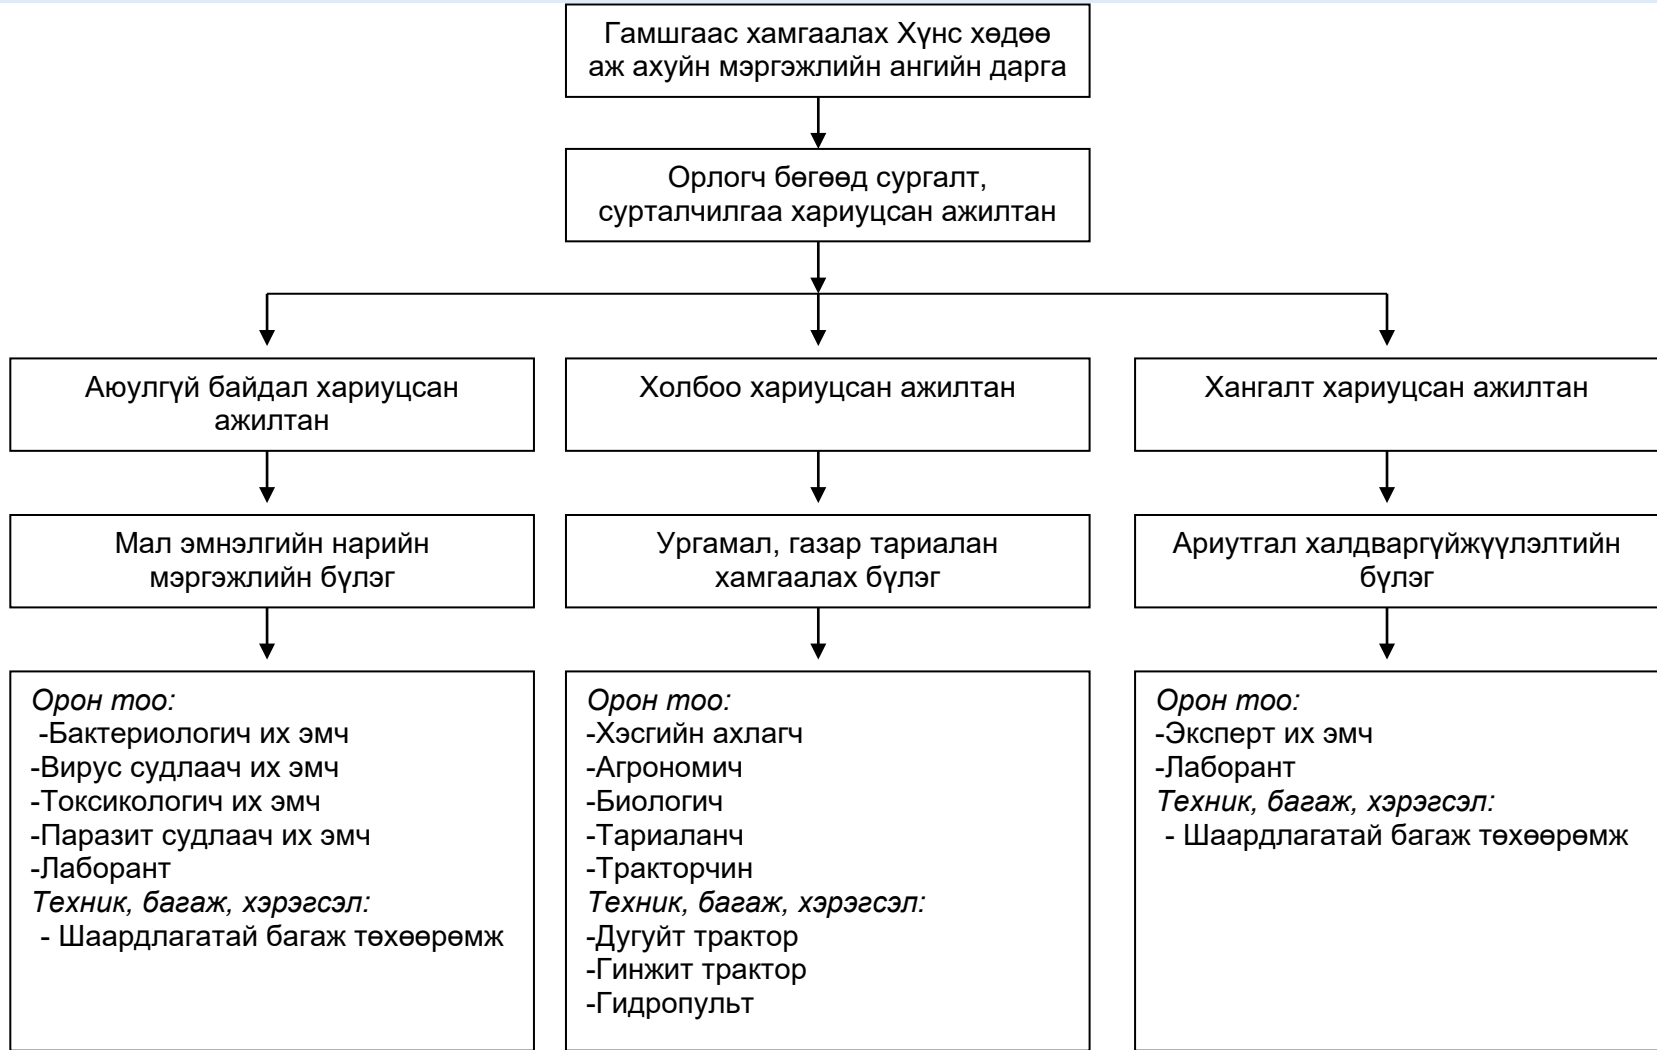 Гамшгаас хамгаалах Хүнс хөдөө
аж ахуйн мэргэжлийн ангийн дарга
Орлогч бөгөөд сургалт,
сурталчилгаа хариуцсан ажилтан
Аюулгүй байдал хариуцсан
ажилтан
Холбоо хариуцсан ажилтан
Хангалт хариуцсан ажилтан
Мал эмнэлгийн нарийн
мэргэжлийн бүлэг
Ургамал, газар тариалан
хамгаалах бүлэг
Ариутгал халдваргүйжүүлэлтийн
бүлэг
Орон тоо:
-Бактериологич их эмч
-Вирус судлаач их эмч
-Токсикологич их эмч
-Паразит судлаач их эмч
-Лаборант
Техник, багаж, хэрэгсэл:
- Шаардлагатай багаж төхөөрөмж
Орон тоо:
-Хэсгийн ахлагч
-Агрономич
-Биологич
-Тариаланч
-Тракторчин
Техник, багаж, хэрэгсэл:
-Дугуйт трактор
-Гинжит трактор
-Гидропульт
Орон тоо:
-Эксперт их эмч
-Лаборант
Техник, багаж, хэрэгсэл:
- Шаардлагатай багаж төхөөрөмж